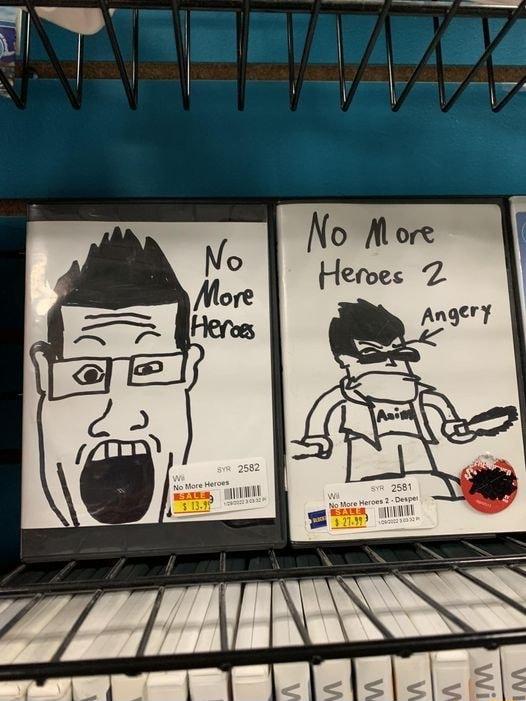 No
More
Heroes
SYR 2582
Wii
No More Heroes
SALE
$ 13.99
No More
Heroes 2
Angery
SYR 2581
Wii
No More Heroes 2 - Desper
SALE
$ 27.99
Wii